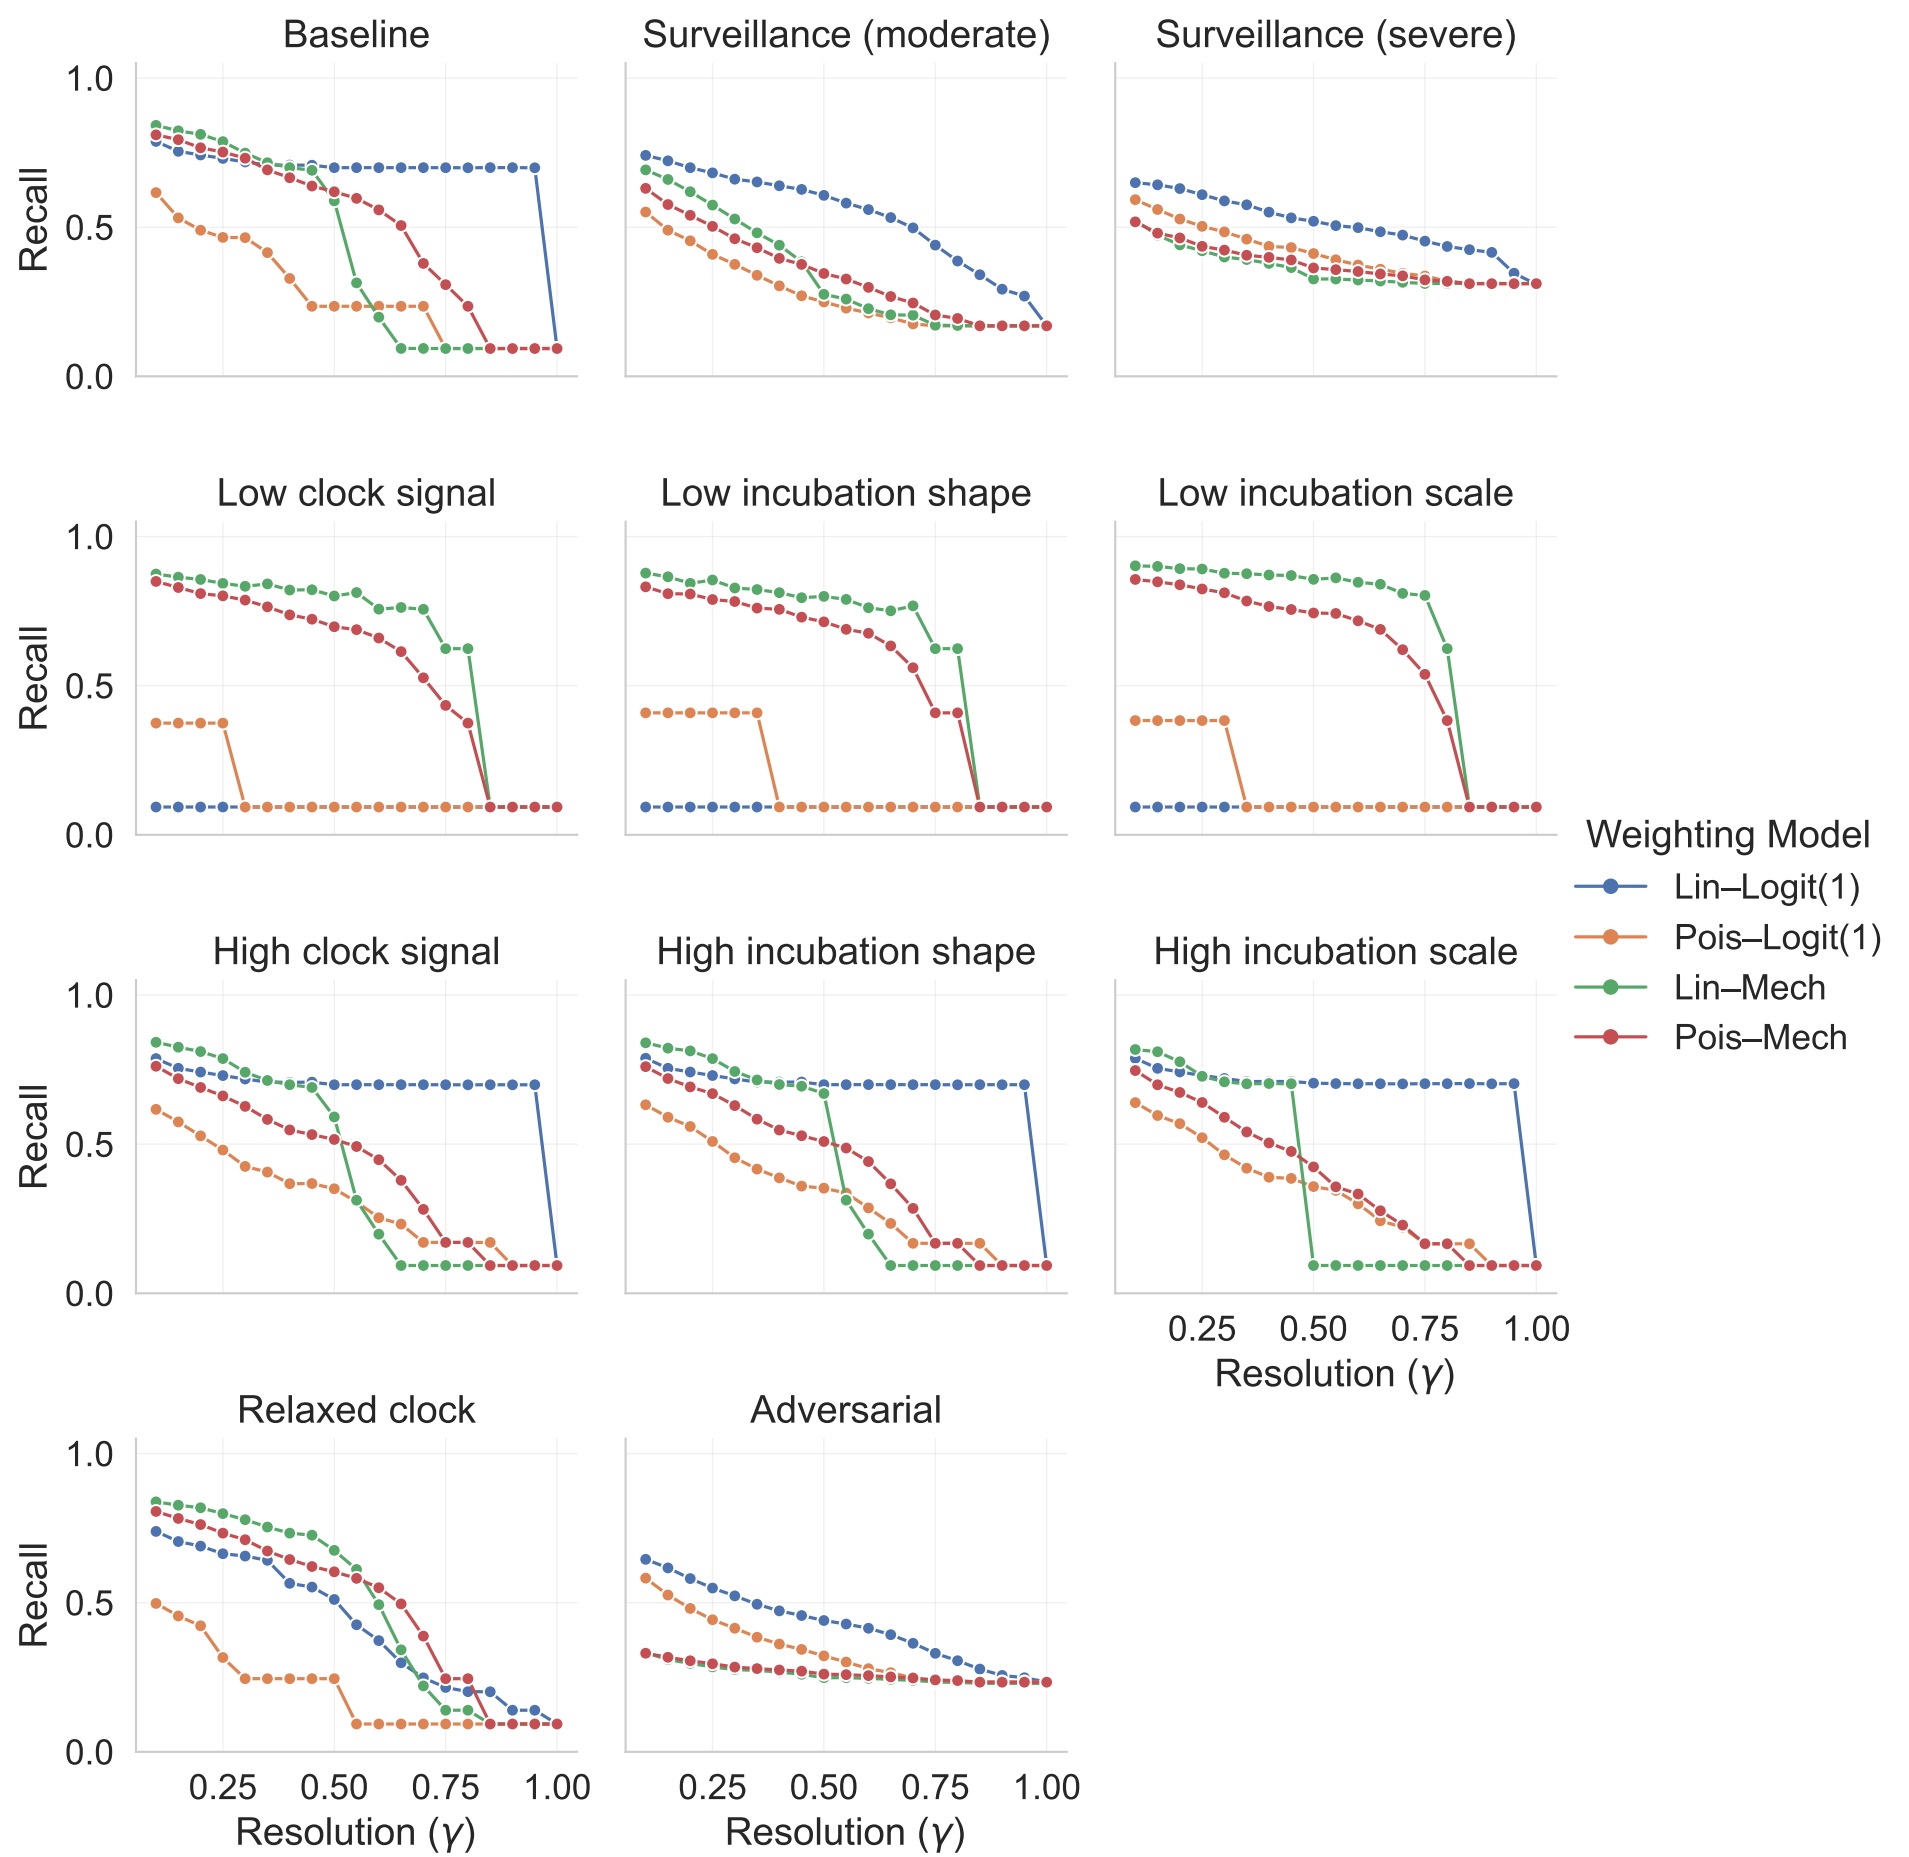 Baseline
Surveillance (moderate)
Surveillance (severe)
1.0
0.5
0.0
Recall
Low clock signal
Low incubation shape
Low incubation scale
1.0
0.5
0.0
Recall
Weighting Model
Lin–Logit(1)
Pois–Logit(1)
Lin–Mech
Pois–Mech
High clock signal
High incubation shape
High incubation scale
1.0
0.5
0.0
Recall
0.25 0.50 0.75 1.00
Resolution (γ)
Relaxed clock
Adversarial
1.0
0.5
0.0
Recall
0.25 0.50 0.75 1.00
Resolution (γ)
0.25 0.50 0.75 1.00
Resolution (γ)